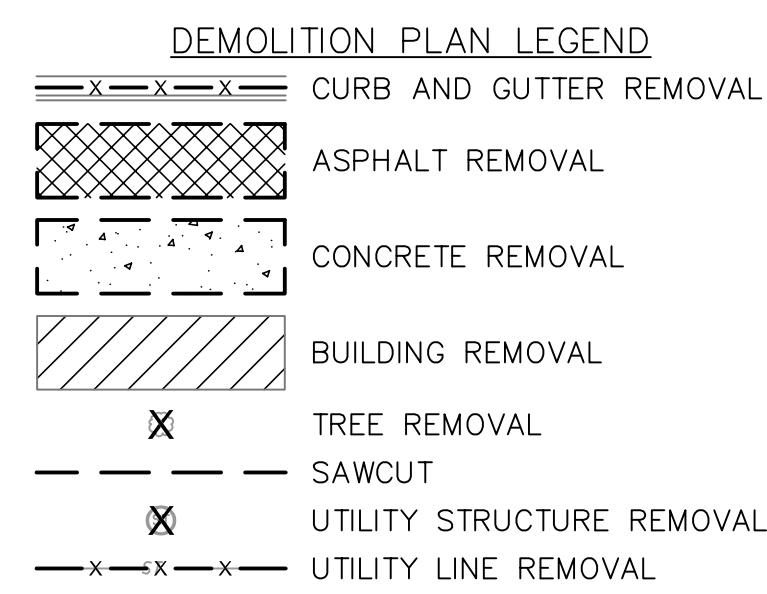 DEMOLITION PLAN LEGEND
X X X CURB AND GUTTER REMOVAL
ASPHALT REMOVAL
CONCRETE REMOVAL
BUILDING REMOVAL
X TREE REMOVAL
SAWCUT
X UTILITY STRUCTURE REMOVAL
X X X UTILITY LINE REMOVAL